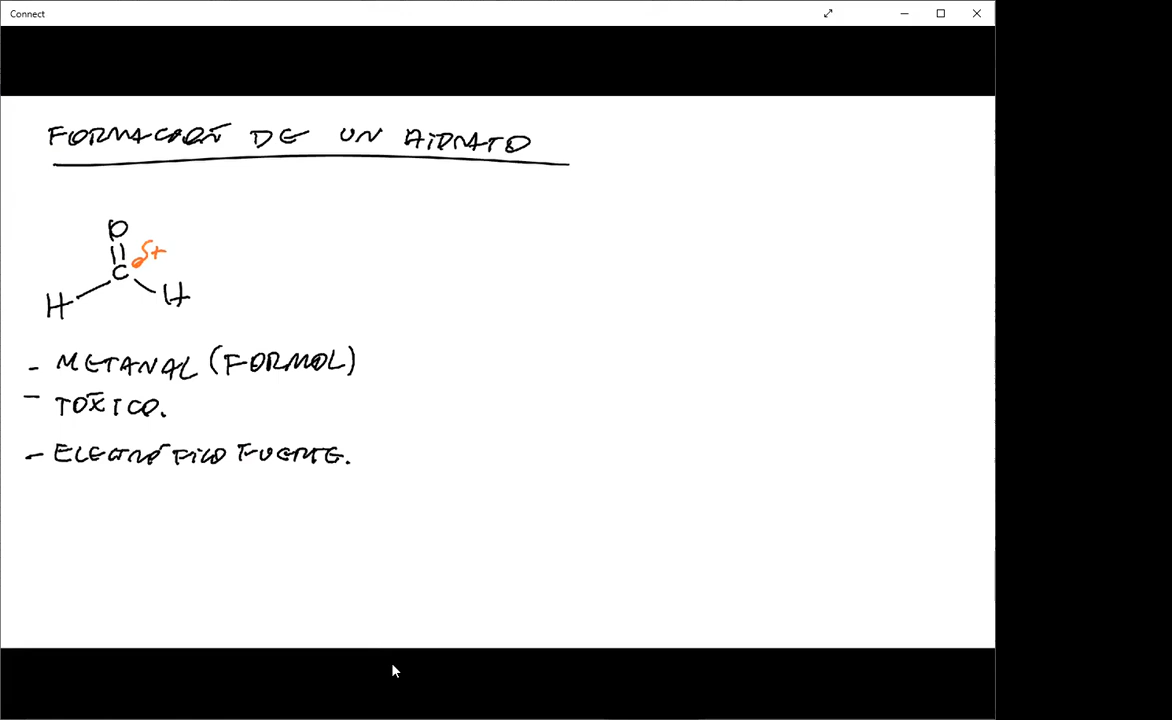 Connect
FORMACIÓN DE UN HIDRATO
O
C δ+
H H
- METANAL (FORMOL)
- TÓXICO.
- ELECTRÓFILO FUERTE.